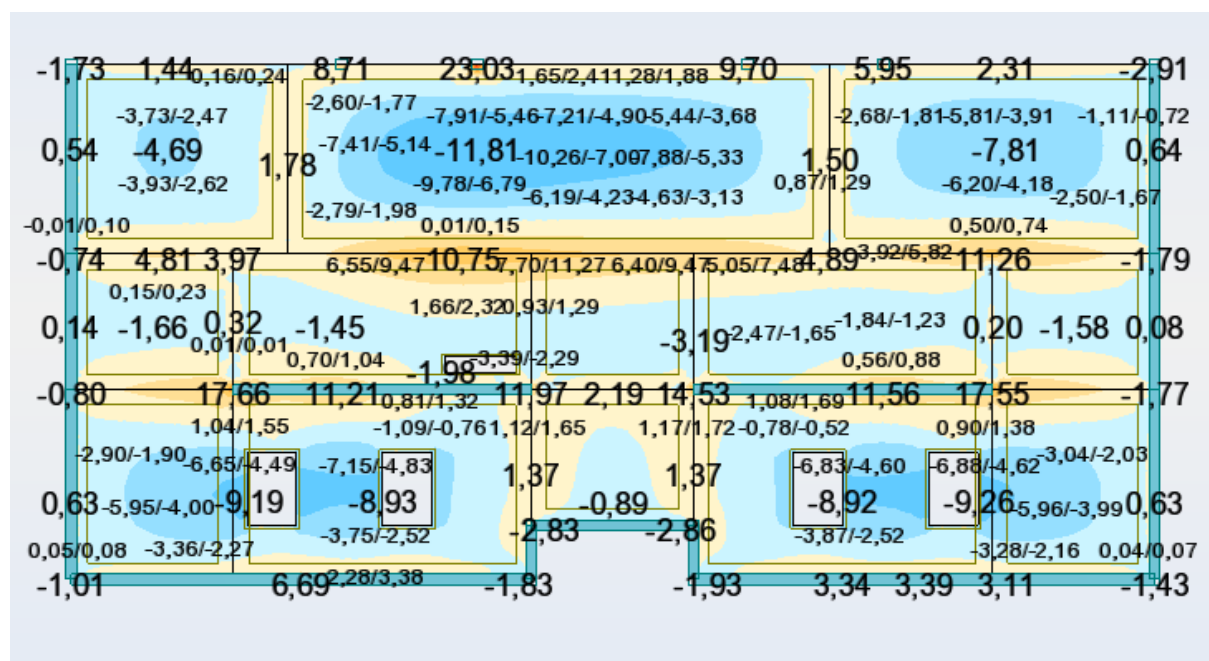 -1,73 1,44 0,16/0,24 8,71 23,03 1,65/2,41 1,28/1,88 9,70 5,95 2,31 -2,91
-2,60/-1,77
-3,73/-2,47 -7,91/-5,46 -7,21/-4,90 -5,44/-3,68 -2,68/-1,81 -5,81/-3,91 -1,11/-0,72
-7,41/-5,14
0,54 -4,69 1,78 -11,81 -10,26/-7,00 -7,88/-5,33 1,50 -7,81 0,64
-3,93/-2,62 -9,78/-6,79 -6,19/-4,23 -4,63/-3,13 0,87/1,29 -6,20/-4,18 -2,50/-1,67
-2,79/-1,98
-0,01/0,10 0,01/0,15 0,50/0,74
-0,74 4,81 3,97 6,55/9,47 10,75 7,70/11,27 6,40/9,47 5,05/7,48 4,89 3,92/5,82 11,26 -1,79
0,15/0,23 1,66/2,32 0,93/1,29
0,14 -1,66 0,32 -1,45 -3,19 -2,47/-1,65 -1,84/-1,23 0,20 -1,58 0,08
0,01/0,01 0,70/1,04 -3,39/-2,29 0,56/0,88
-1,98
-0,80 17,66 11,21 0,81/1,32 11,97 2,19 14,53 1,08/1,69 11,56 17,55 -1,77
1,04/1,55 -1,09/-0,76 1,12/1,65 1,17/1,72 -0,78/-0,52 0,90/1,38
-2,90/-1,90 -6,65/-4,49 -7,15/-4,83 1,37 1,37 -6,83/-4,60 -6,88/-4,62 -3,04/-2,03
0,63 -5,95/-4,00 -9,19 -8,93 -0,89 -8,92 -9,26 -5,96/-3,99 0,63
0,05/0,08 -3,36/-2,27 -3,75/-2,52 -2,83 -2,86 -3,87/-2,52 -3,28/-2,16 0,04/0,07
-1,01 6,69 2,28/3,38 -1,83 -1,93 3,34 3,39 3,11 -1,43